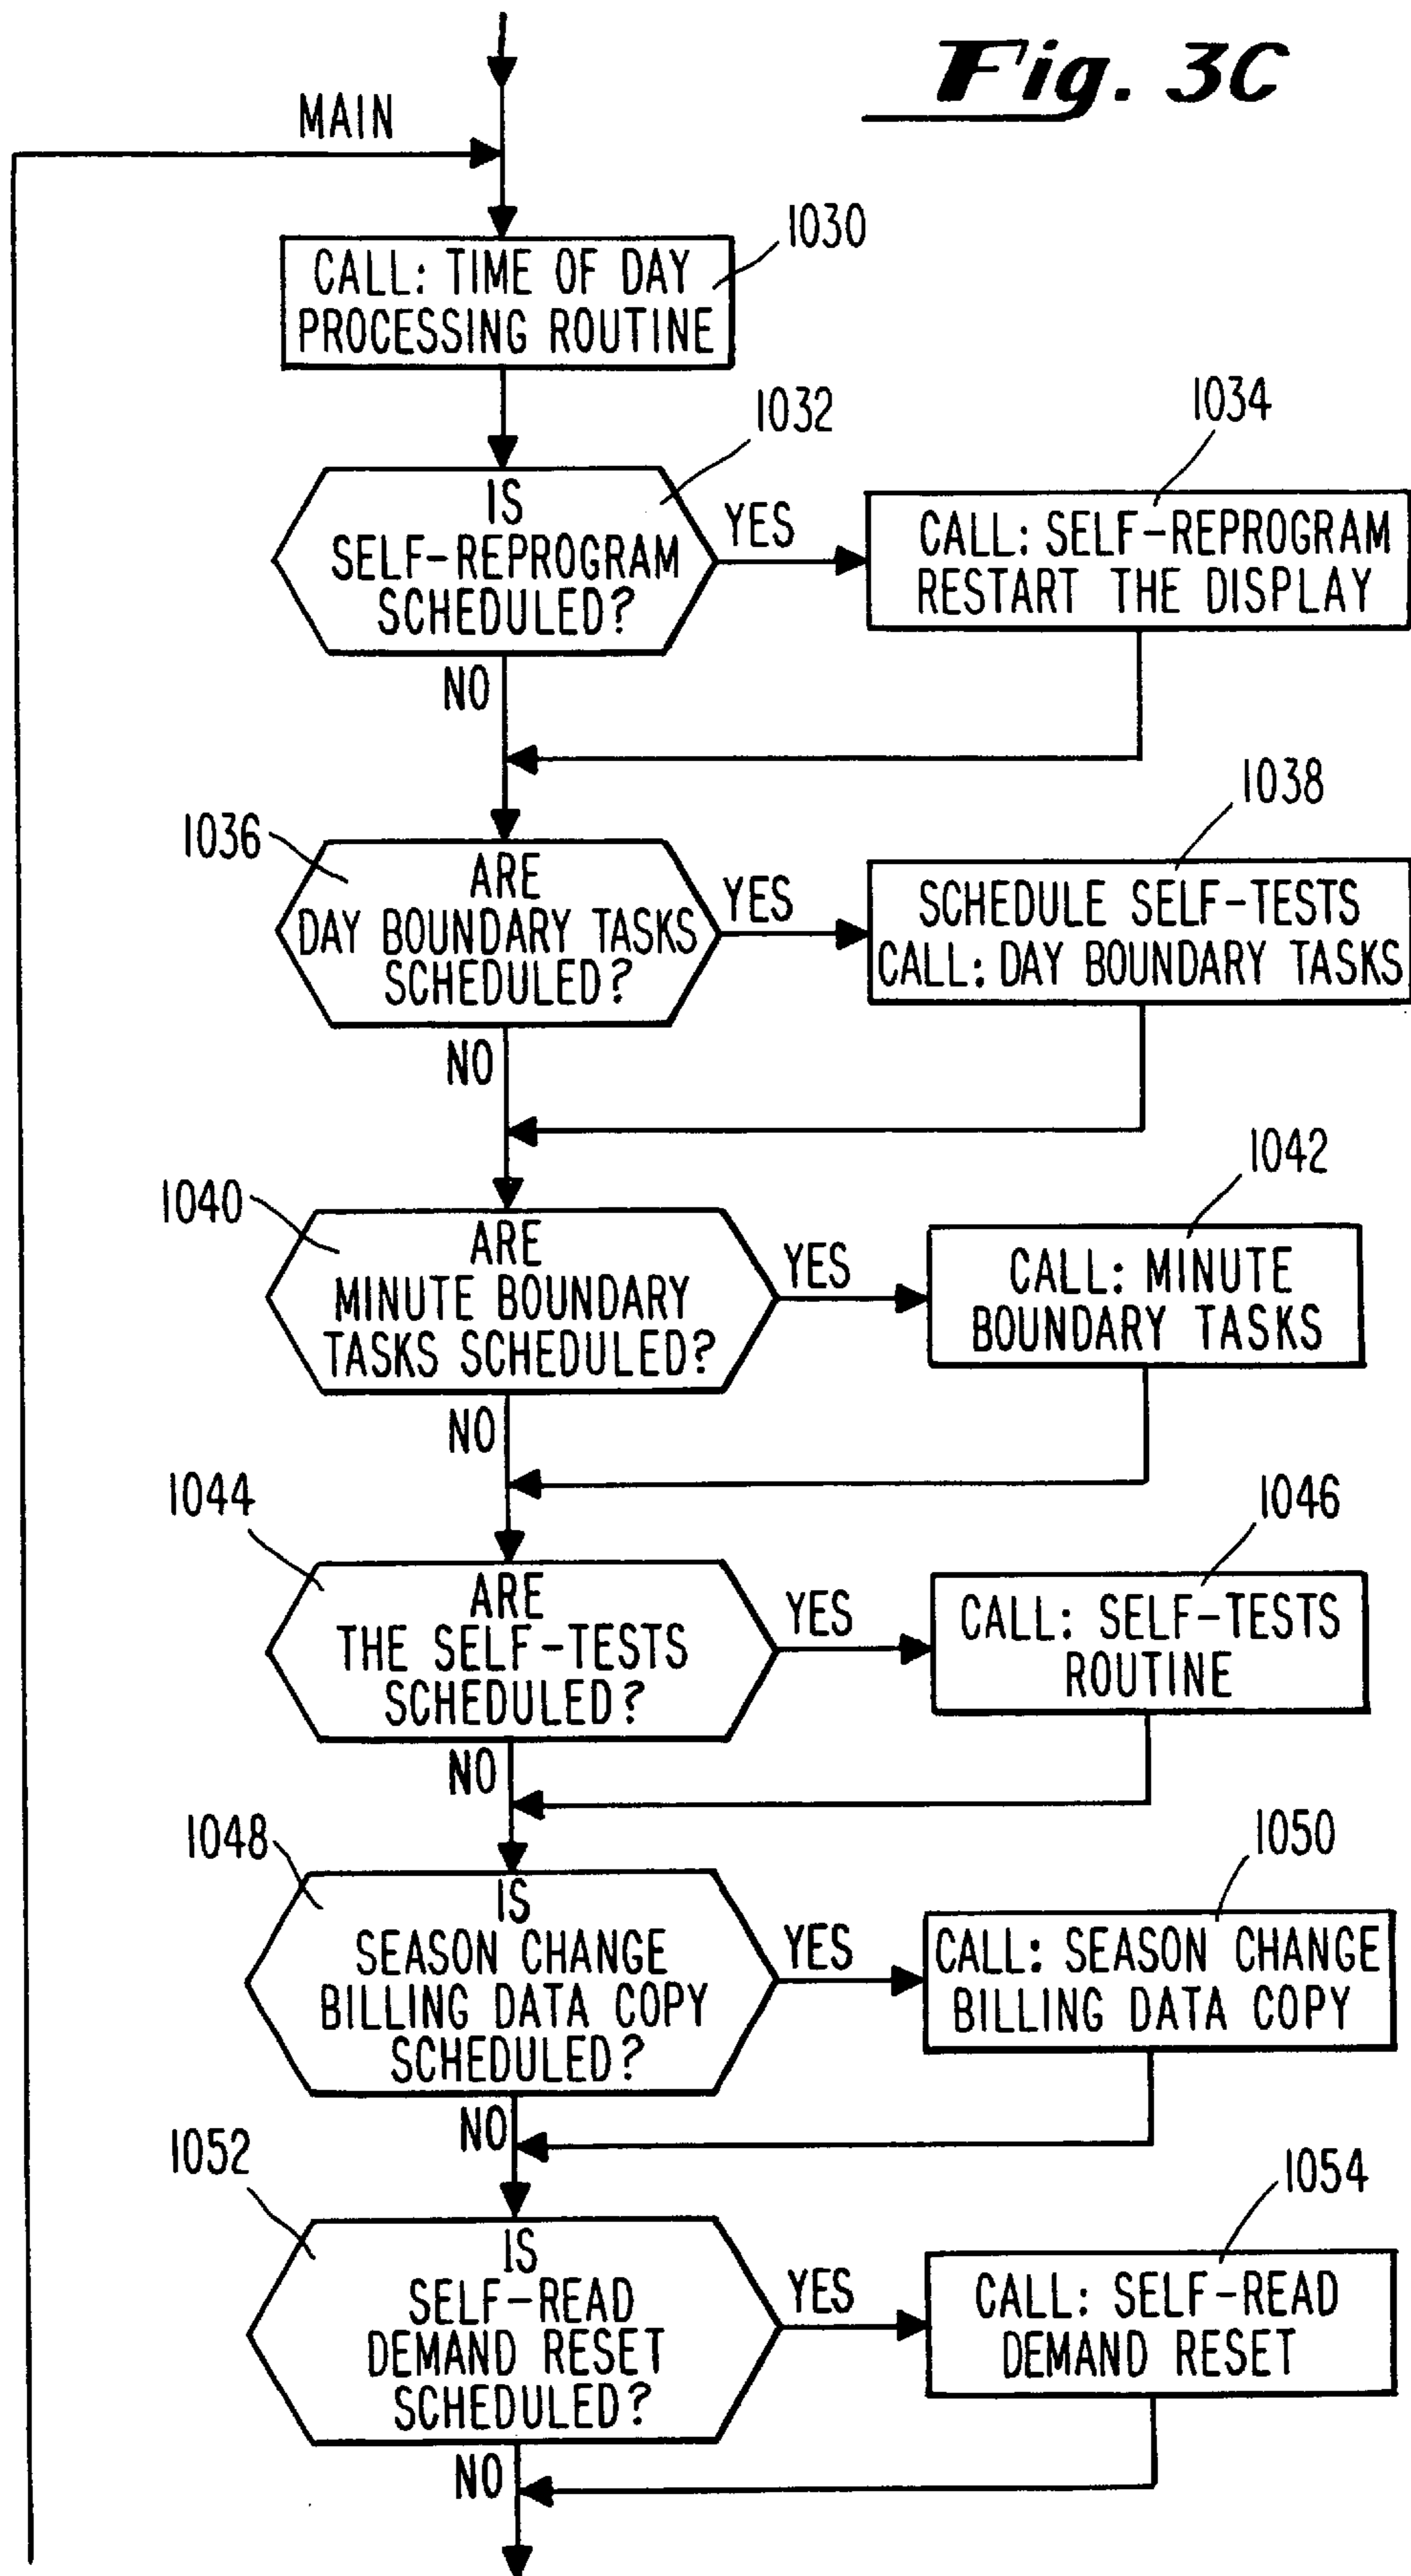 Fig. 3C
MAIN
1030
CALL: TIME OF DAY
PROCESSING ROUTINE
1032
IS
SELF-REPROGRAM
SCHEDULED?
YES
NO
1034
CALL: SELF-REPROGRAM
RESTART THE DISPLAY
1036
ARE
DAY BOUNDARY TASKS
SCHEDULED?
YES
NO
1038
SCHEDULE SELF-TESTS
CALL: DAY BOUNDARY TASKS
1040
ARE
MINUTE BOUNDARY
TASKS SCHEDULED?
YES
NO
1042
CALL: MINUTE
BOUNDARY TASKS
1044
ARE
THE SELF-TESTS
SCHEDULED?
YES
NO
1046
CALL: SELF-TESTS
ROUTINE
1048
IS
SEASON CHANGE
BILLING DATA COPY
SCHEDULED?
YES
NO
1050
CALL: SEASON CHANGE
BILLING DATA COPY
1052
IS
SELF-READ
DEMAND RESET
SCHEDULED?
YES
NO
1054
CALL: SELF-READ
DEMAND RESET